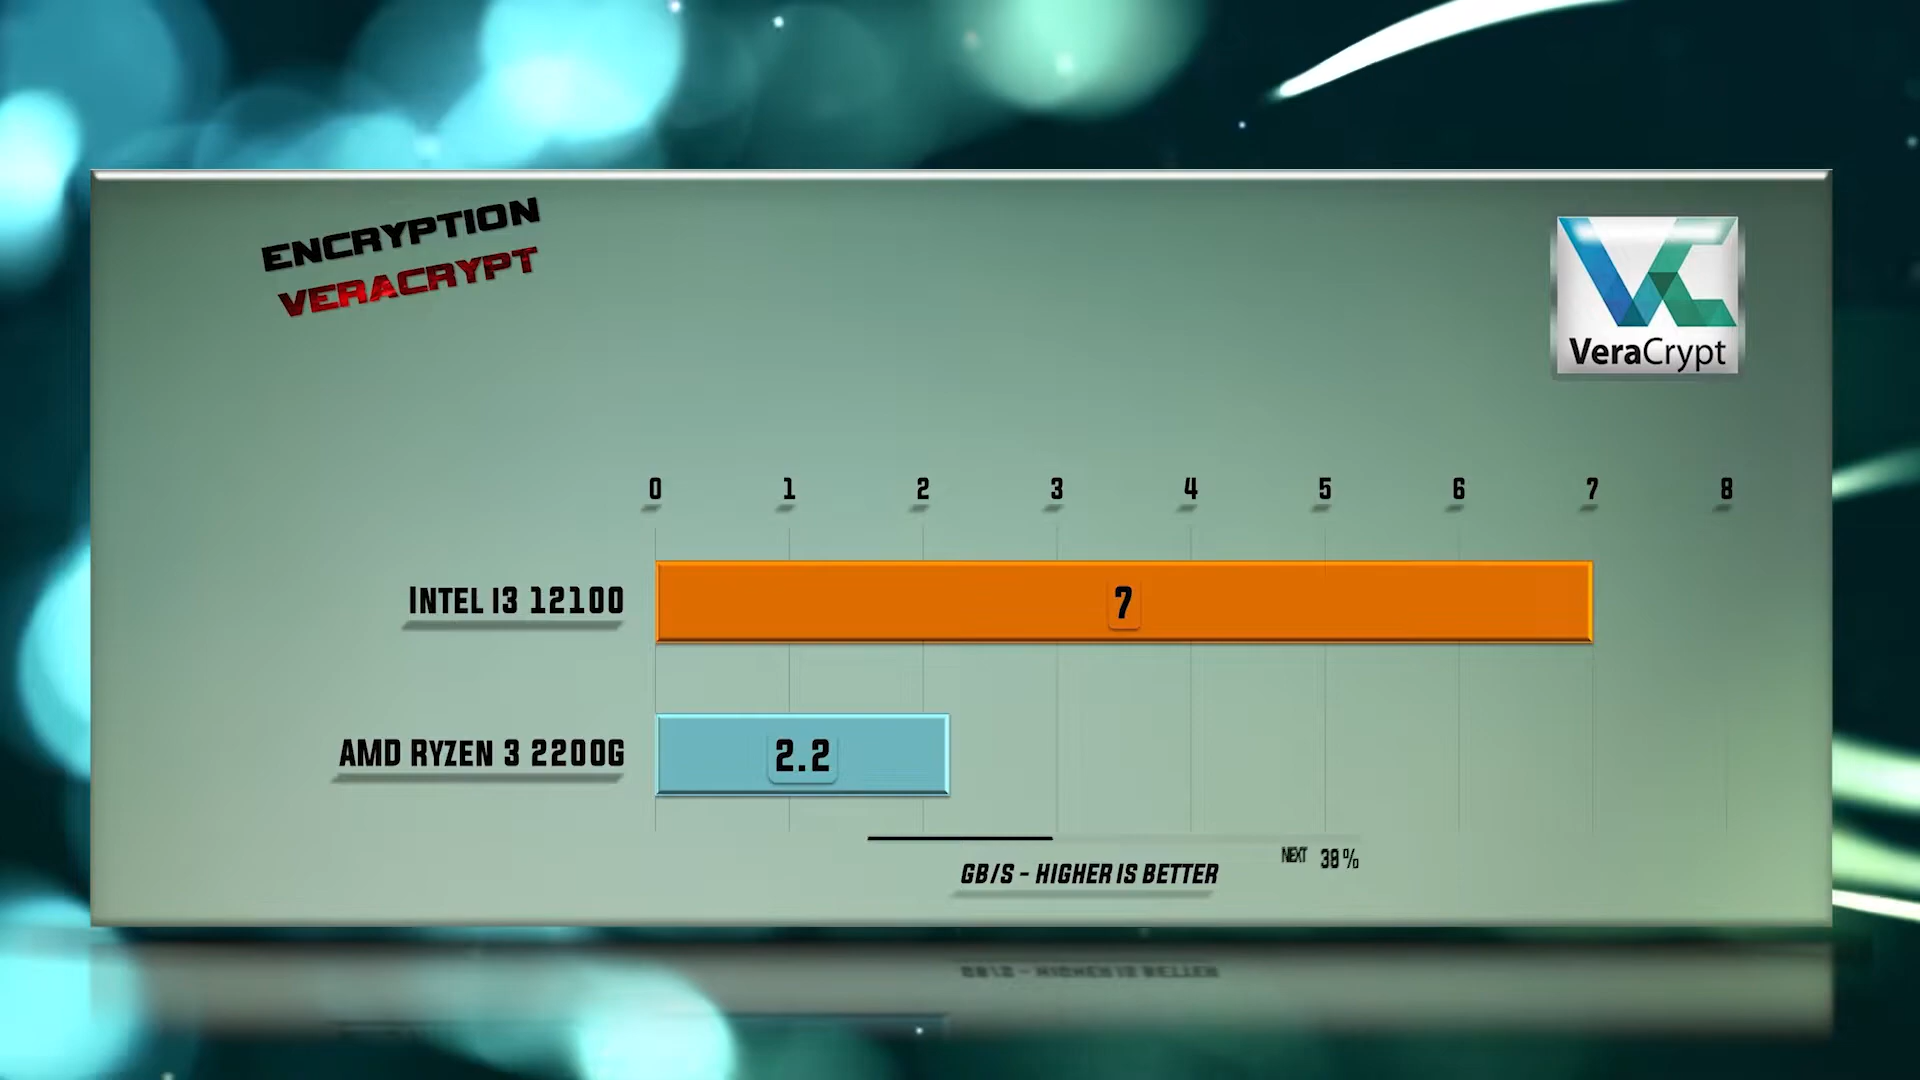 ENCRYPTION
VERACRYPT
VeraCrypt
0 1 2 3 4 5 6 7 8
INTEL I3 12100 7
AMD RYZEN 3 2200G 2.2
NEXT 38%
GB/S - HIGHER IS BETTER